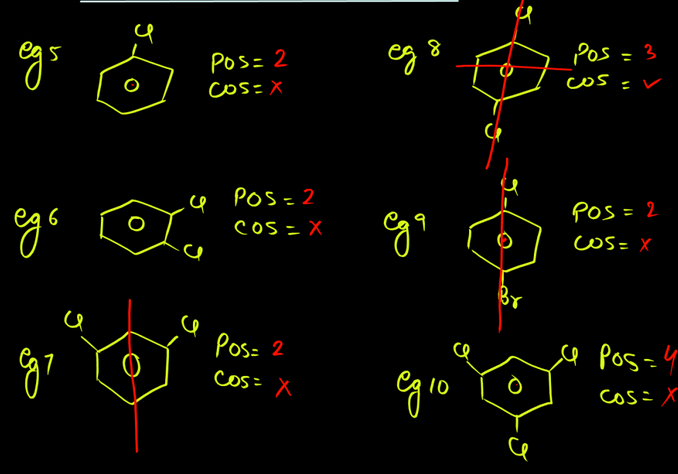 eg 5
Cl
POS = 2
COS = x
eg 6
Cl
Cl
POS = 2
COS = x
eg 7
Cl
Cl
POS = 2
COS = x
eg 8
Cl
Cl
POS = 3
COS = ✓
eg 9
Cl
Br
POS = 2
COS = x
eg 10
Cl
Cl
Cl
POS = 4
COS = x